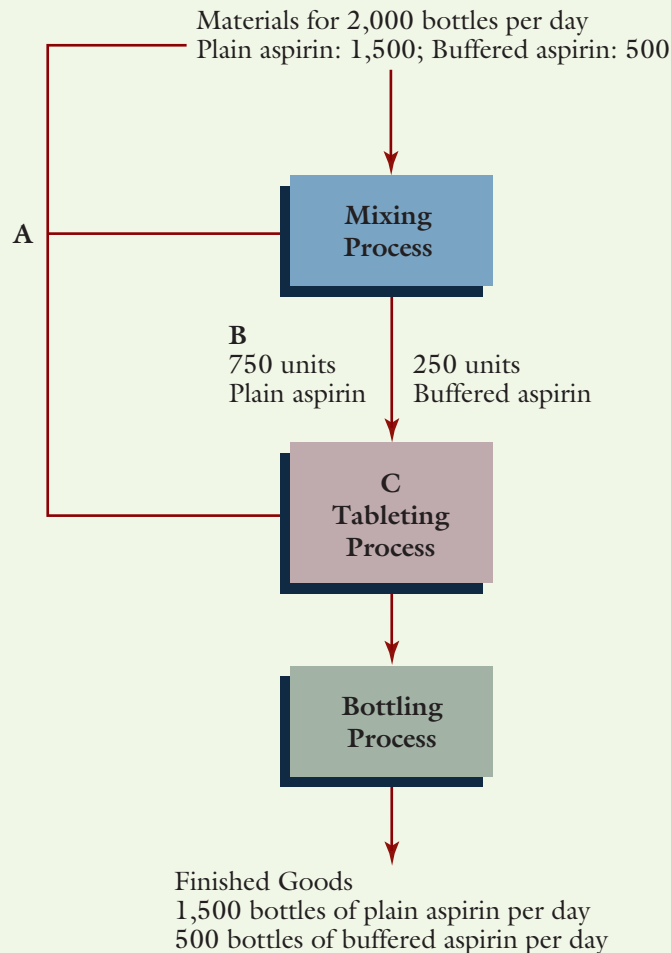 Materials for 2,000 bottles per day
Plain aspirin: 1,500; Buffered aspirin: 500
Mixing
Process
A
B
750 units
Plain aspirin
250 units
Buffered aspirin
C
Tableting
Process
Bottling
Process
Finished Goods
1,500 bottles of plain aspirin per day
500 bottles of buffered aspirin per day